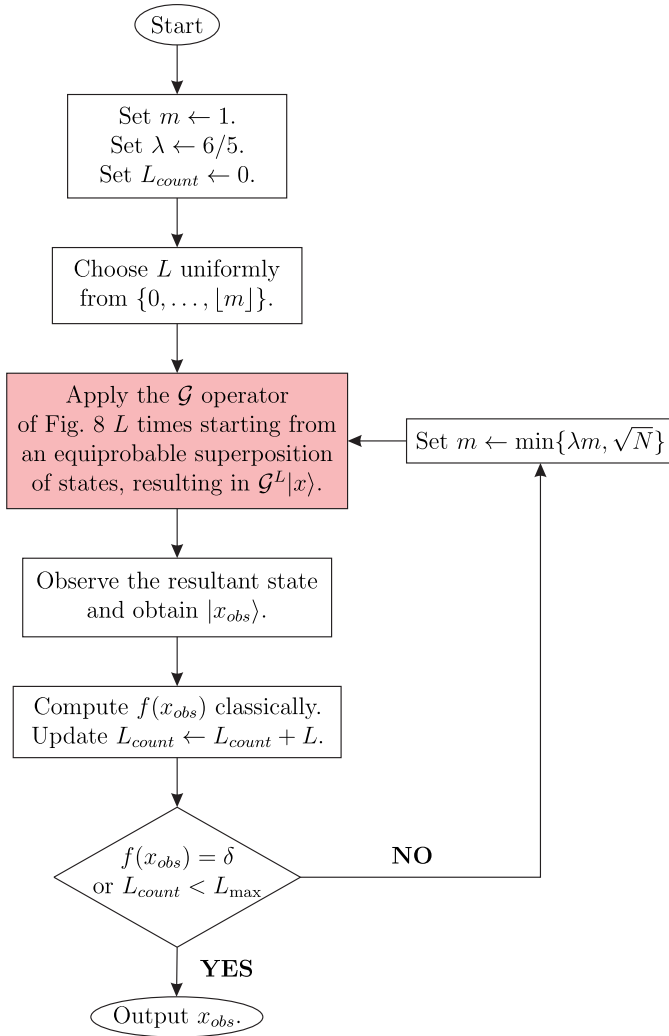 Start
Set m ← 1.
Set λ ← 6/5.
Set L_count ← 0.
Choose L uniformly
from {0, . . . , ⌊m⌋}.
Apply the 𝒢 operator
of Fig. 8 L times starting from
an equiprobable superposition
of states, resulting in 𝒢^L|x⟩.
Set m ← min{λm, √N}
Observe the resultant state
and obtain |x_obs⟩.
Compute f(x_obs) classically.
Update L_count ← L_count + L.
f(x_obs) = δ
or L_count < L_max
NO
YES
Output x_obs.